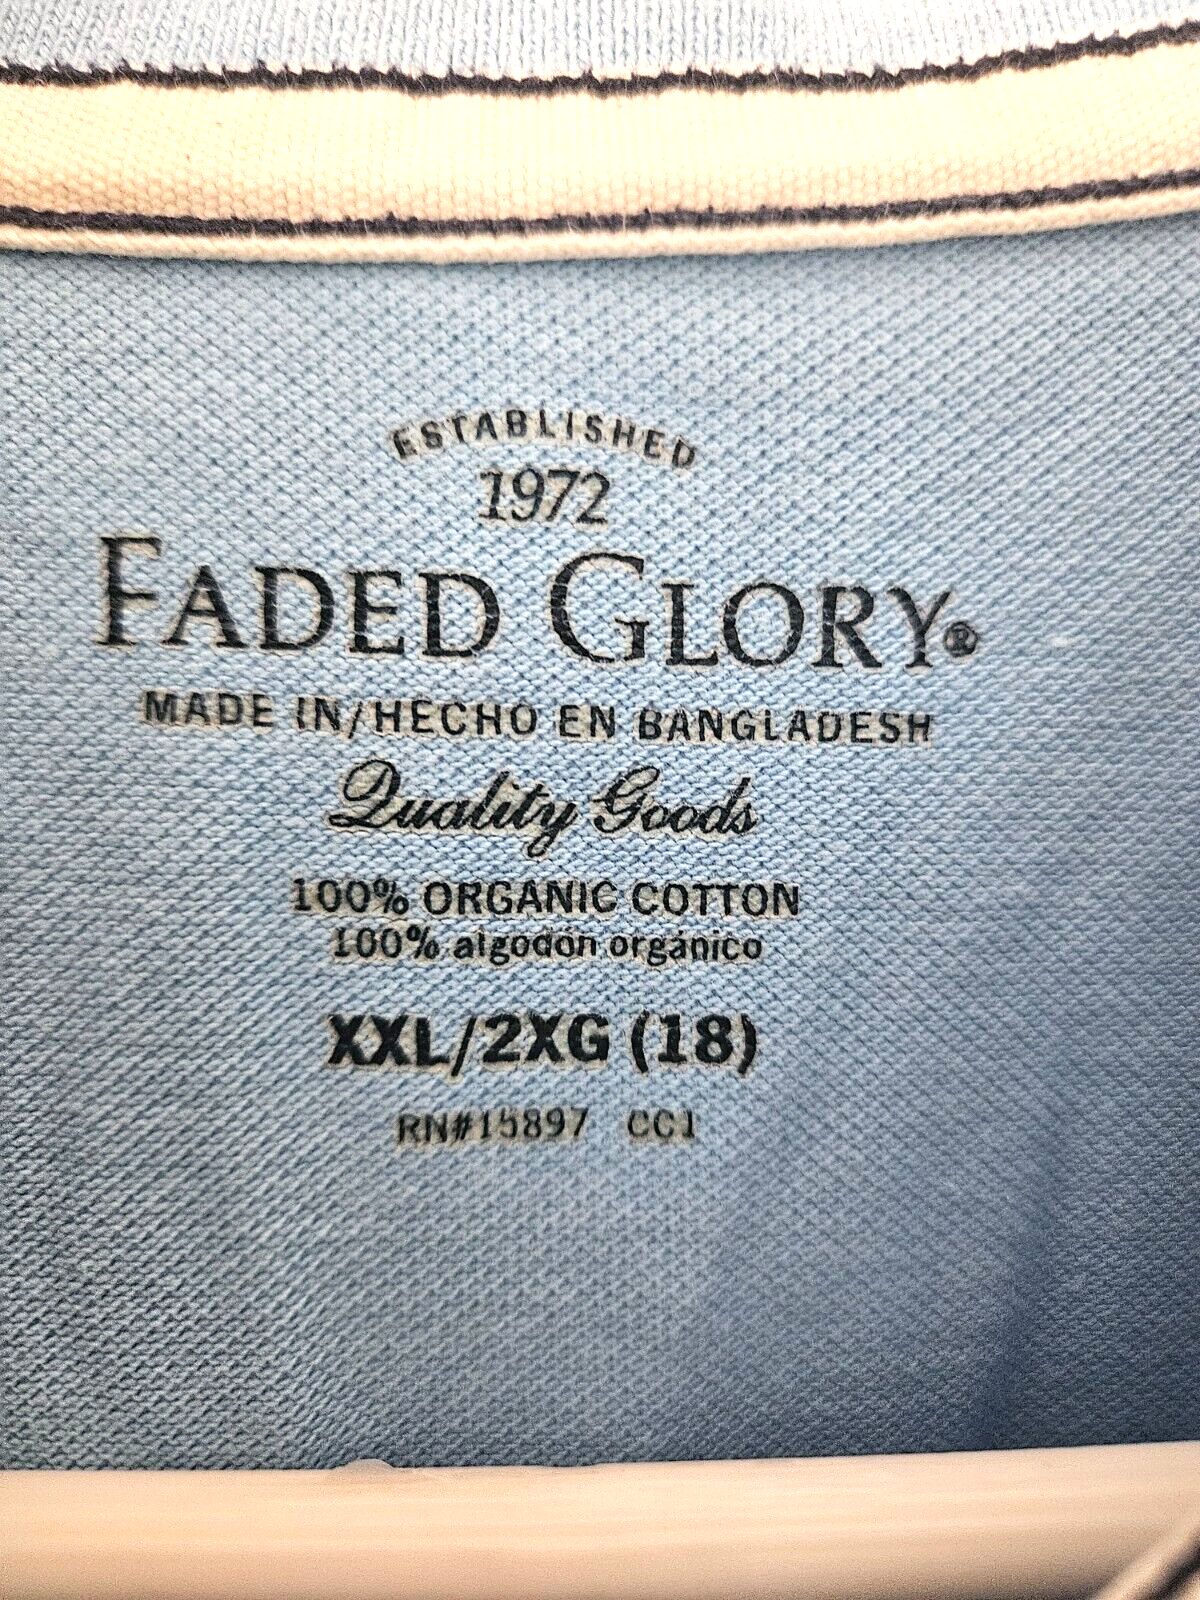 ESTABLISHED
1972
FADED GLORY®
MADE IN/HECHO EN BANGLADESH
Quality Goods
100% ORGANIC COTTON
100% algodón orgánico
XXL/2XG (18)
RN#15897 CC1